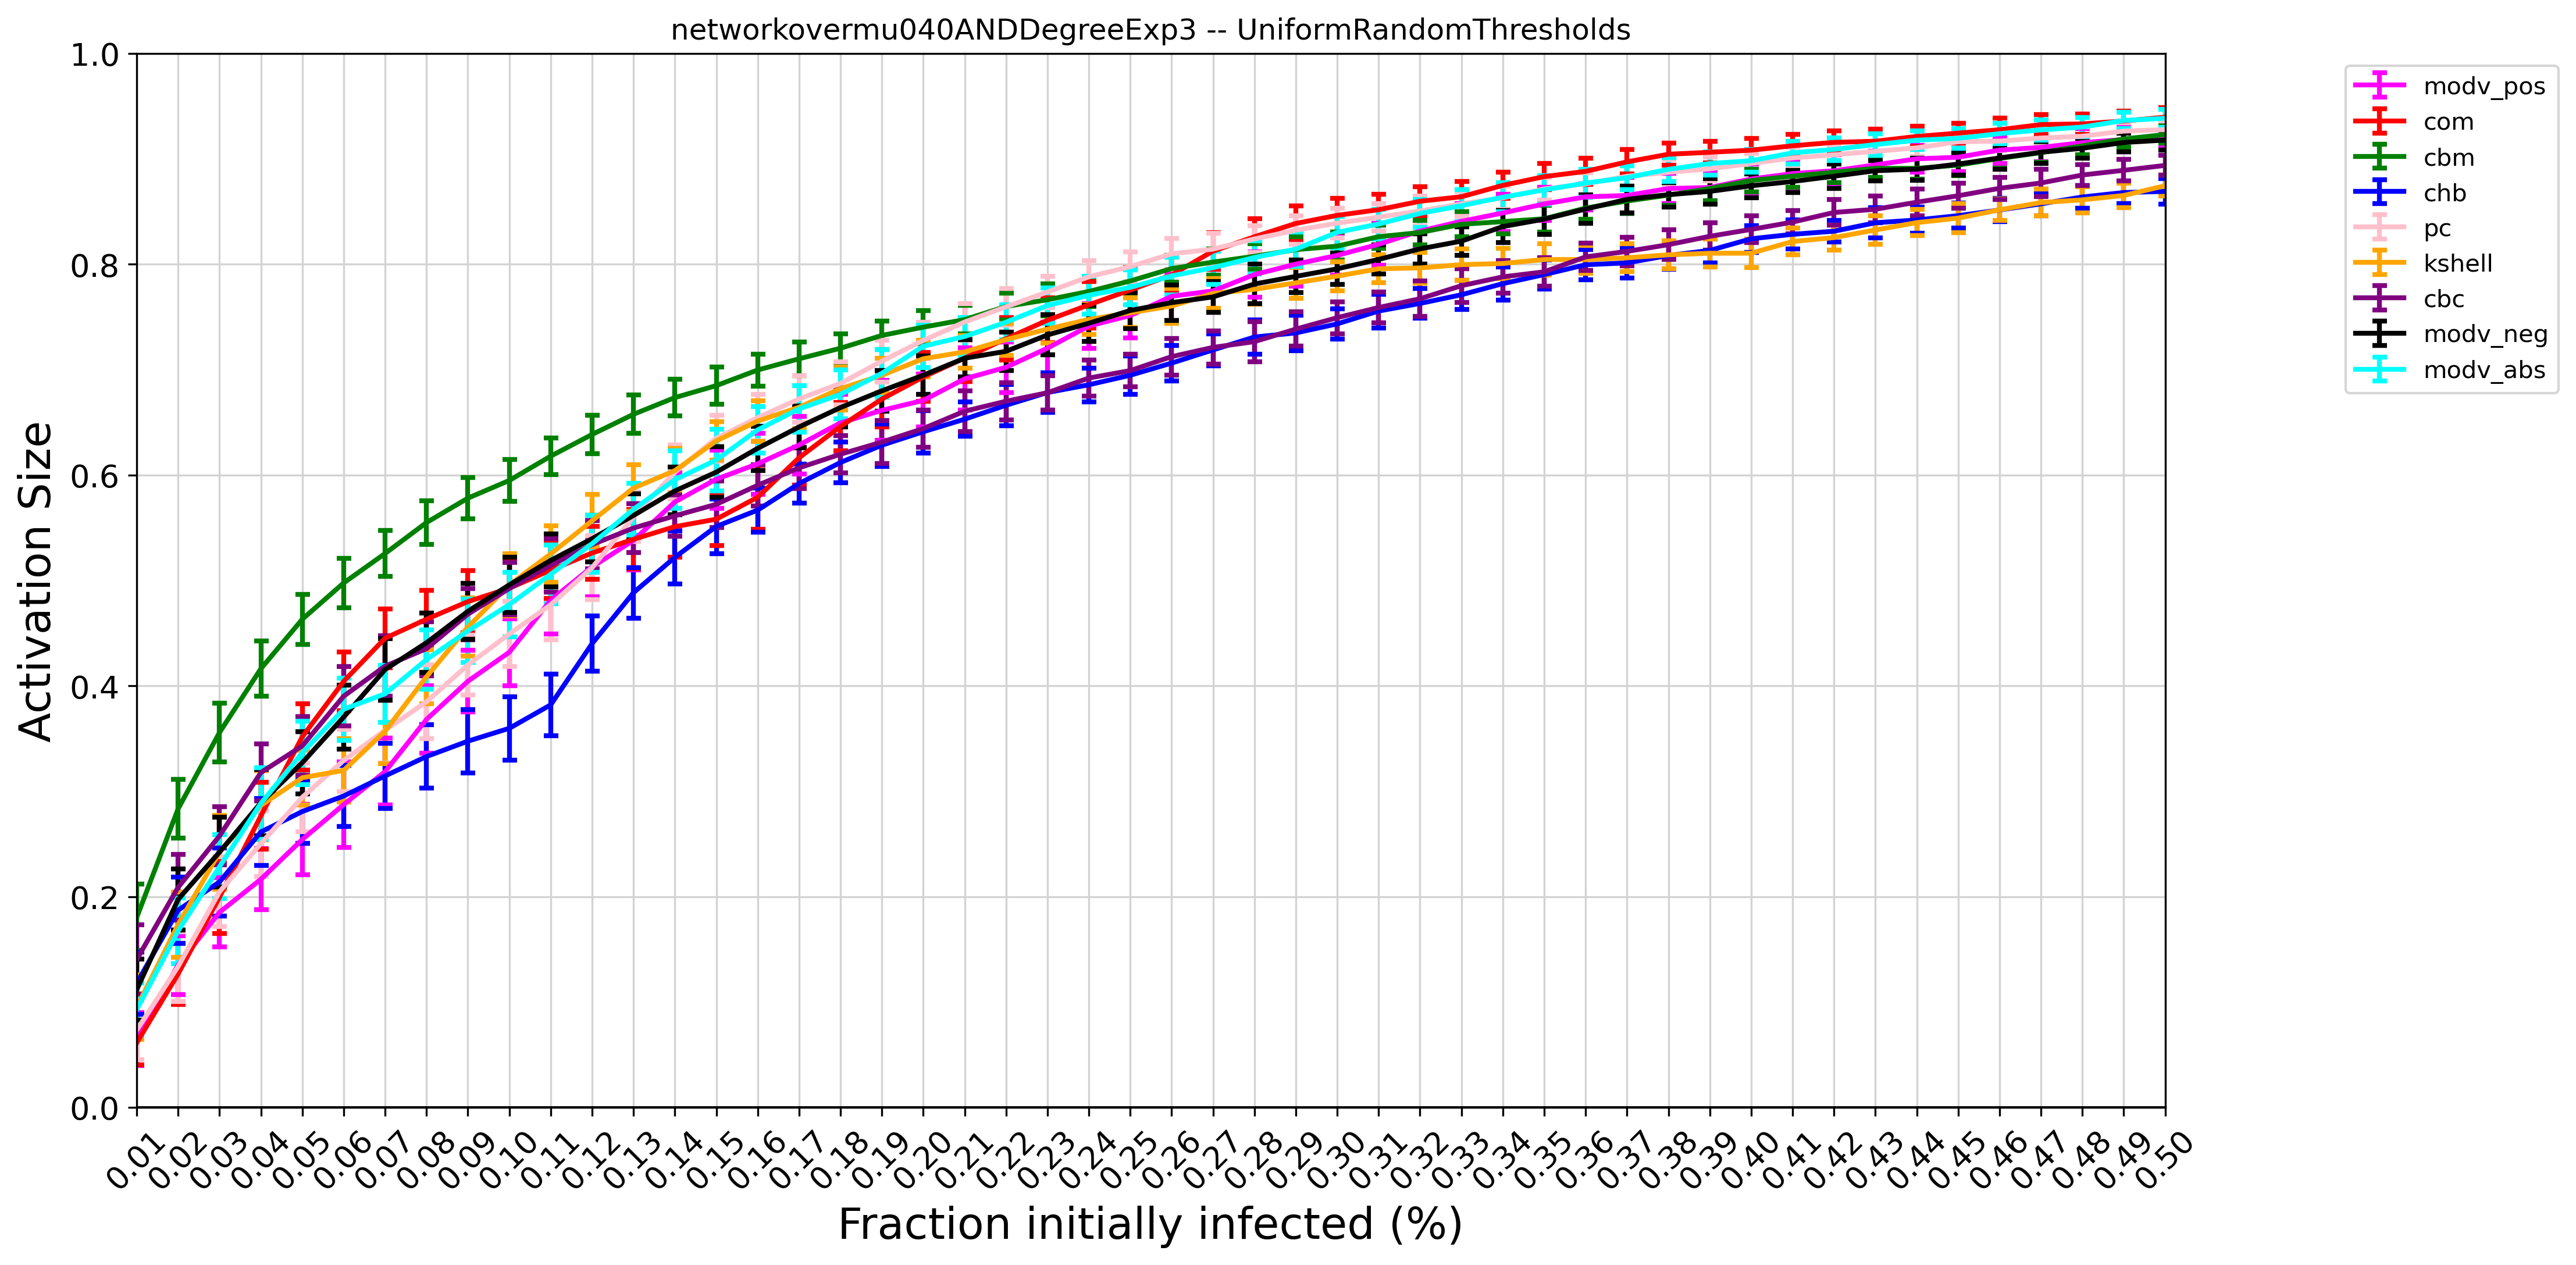 networkovermu040ANDDegreeExp3 -- UniformRandomThresholds
1.0
0.8
0.6
0.4
0.2
0.0
Activation Size
0.01 0.02 0.03 0.04 0.05 0.06 0.07 0.08 0.09 0.10 0.11 0.12 0.13 0.14 0.15 0.16 0.17 0.18 0.19 0.20 0.21 0.22 0.23 0.24 0.25 0.26 0.27 0.28 0.29 0.30 0.31 0.32 0.33 0.34 0.35 0.36 0.37 0.38 0.39 0.40 0.41 0.42 0.43 0.44 0.45 0.46 0.47 0.48 0.49 0.50
Fraction initially infected (%)
modv_pos
com
cbm
chb
pc
kshell
cbc
modv_neg
modv_abs